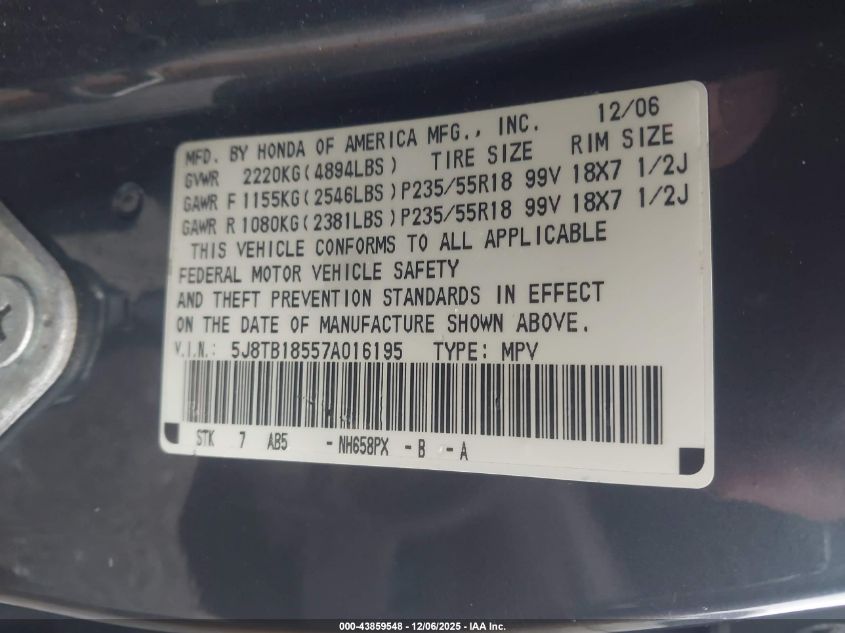 12/06
MFD. BY HONDA OF AMERICA MFG., INC.
GVWR 2220KG(4894LBS) TIRE SIZE RIM SIZE
GAWR F 1155KG(2546LBS)P235/55R18 99V 18X7 1/2J
GAWR R 1080KG(2381LBS)P235/55R18 99V 18X7 1/2J
THIS VEHICLE CONFORMS TO ALL APPLICABLE
FEDERAL MOTOR VEHICLE SAFETY
AND THEFT PREVENTION STANDARDS IN EFFECT
ON THE DATE OF MANUFACTURE SHOWN ABOVE.
V.I.N.: 5J8TB18557A016195 TYPE: MPV
STK 7 AB5 -NH658PX -B -A
000-43859548 - 12/06/2025 - IAA Inc.